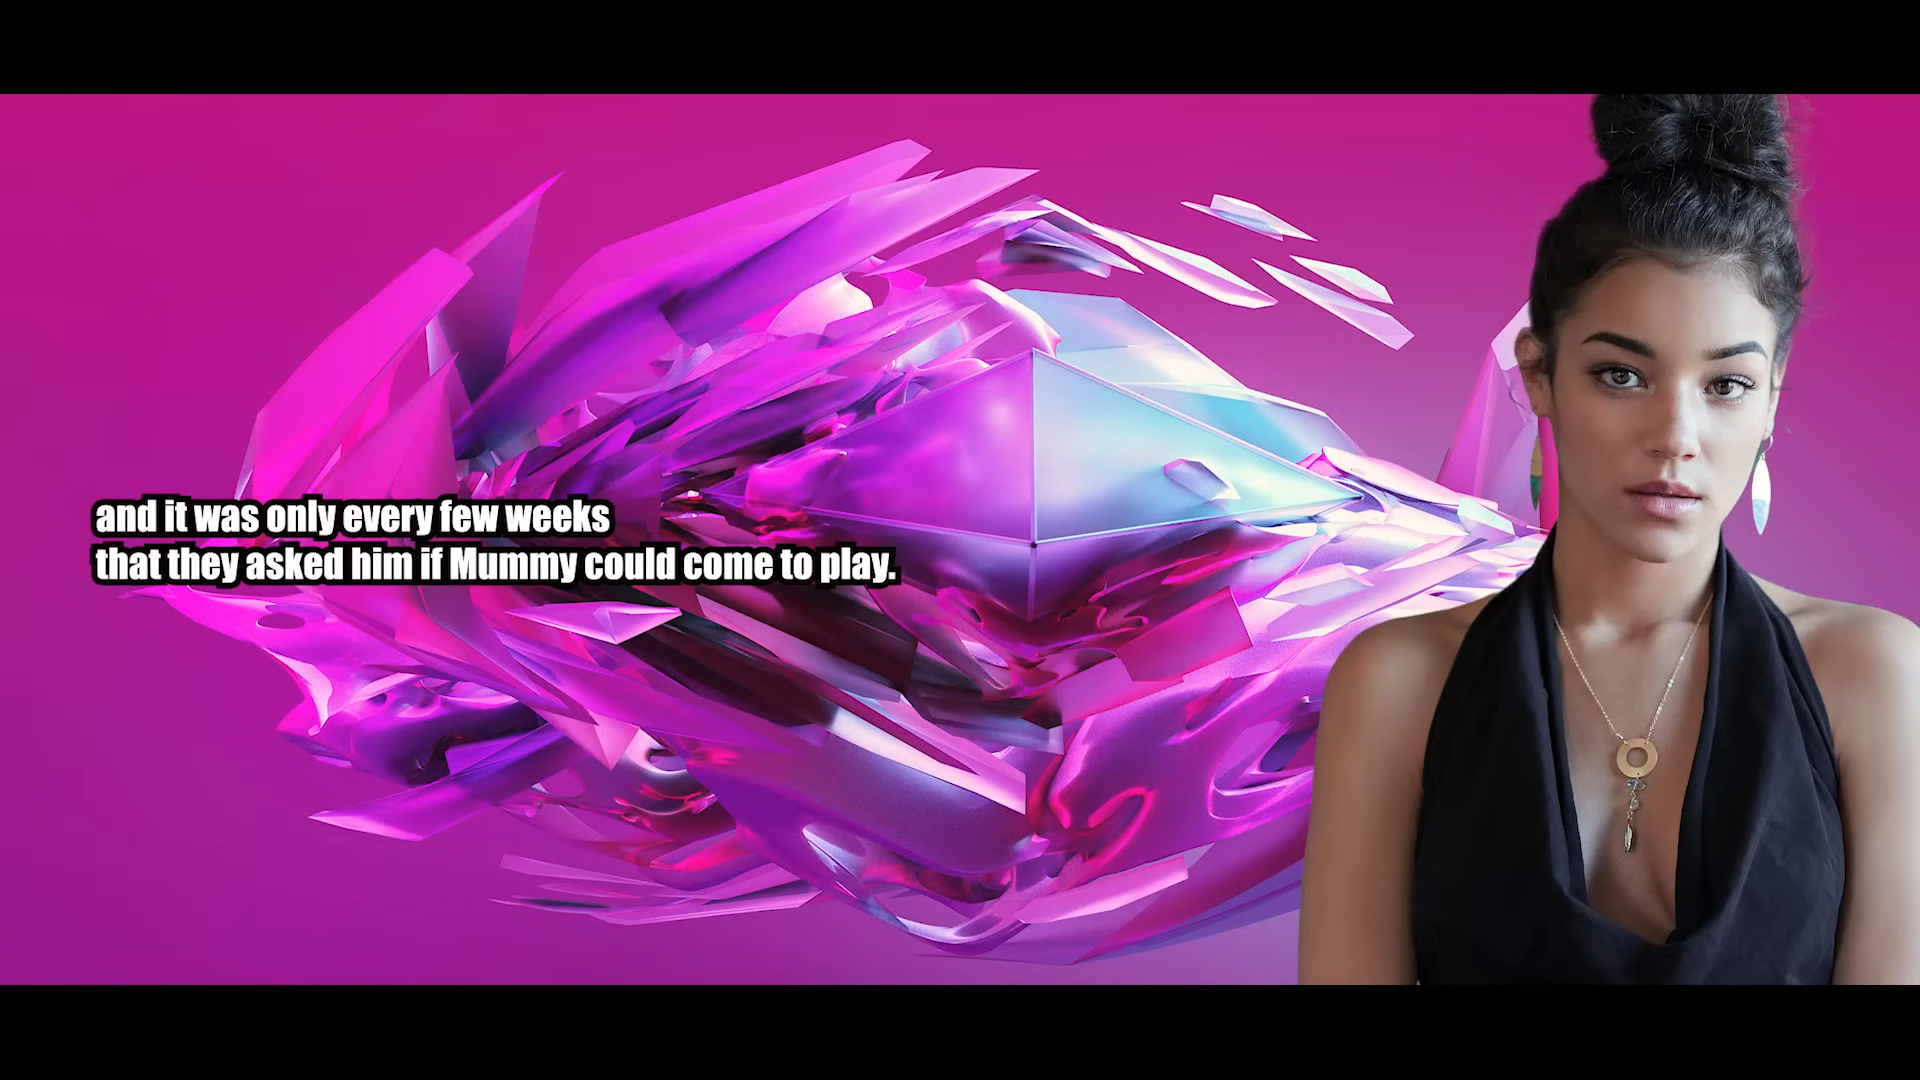 and it was only every few weeks
that they asked him if Mummy could come to play.